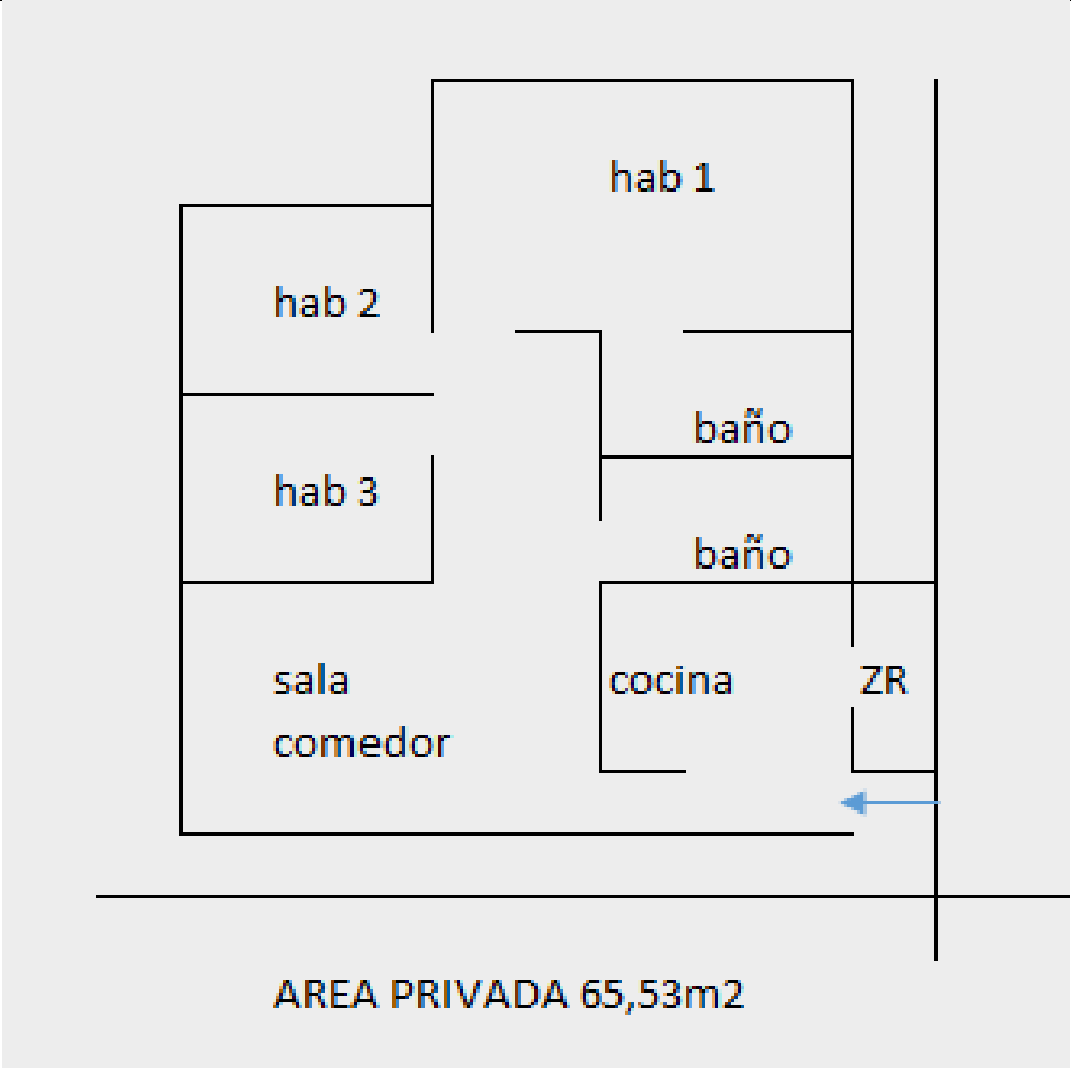 hab 1
hab 2
baño
hab 3
baño
sala
comedor
cocina
ZR
AREA PRIVADA 65,53m2